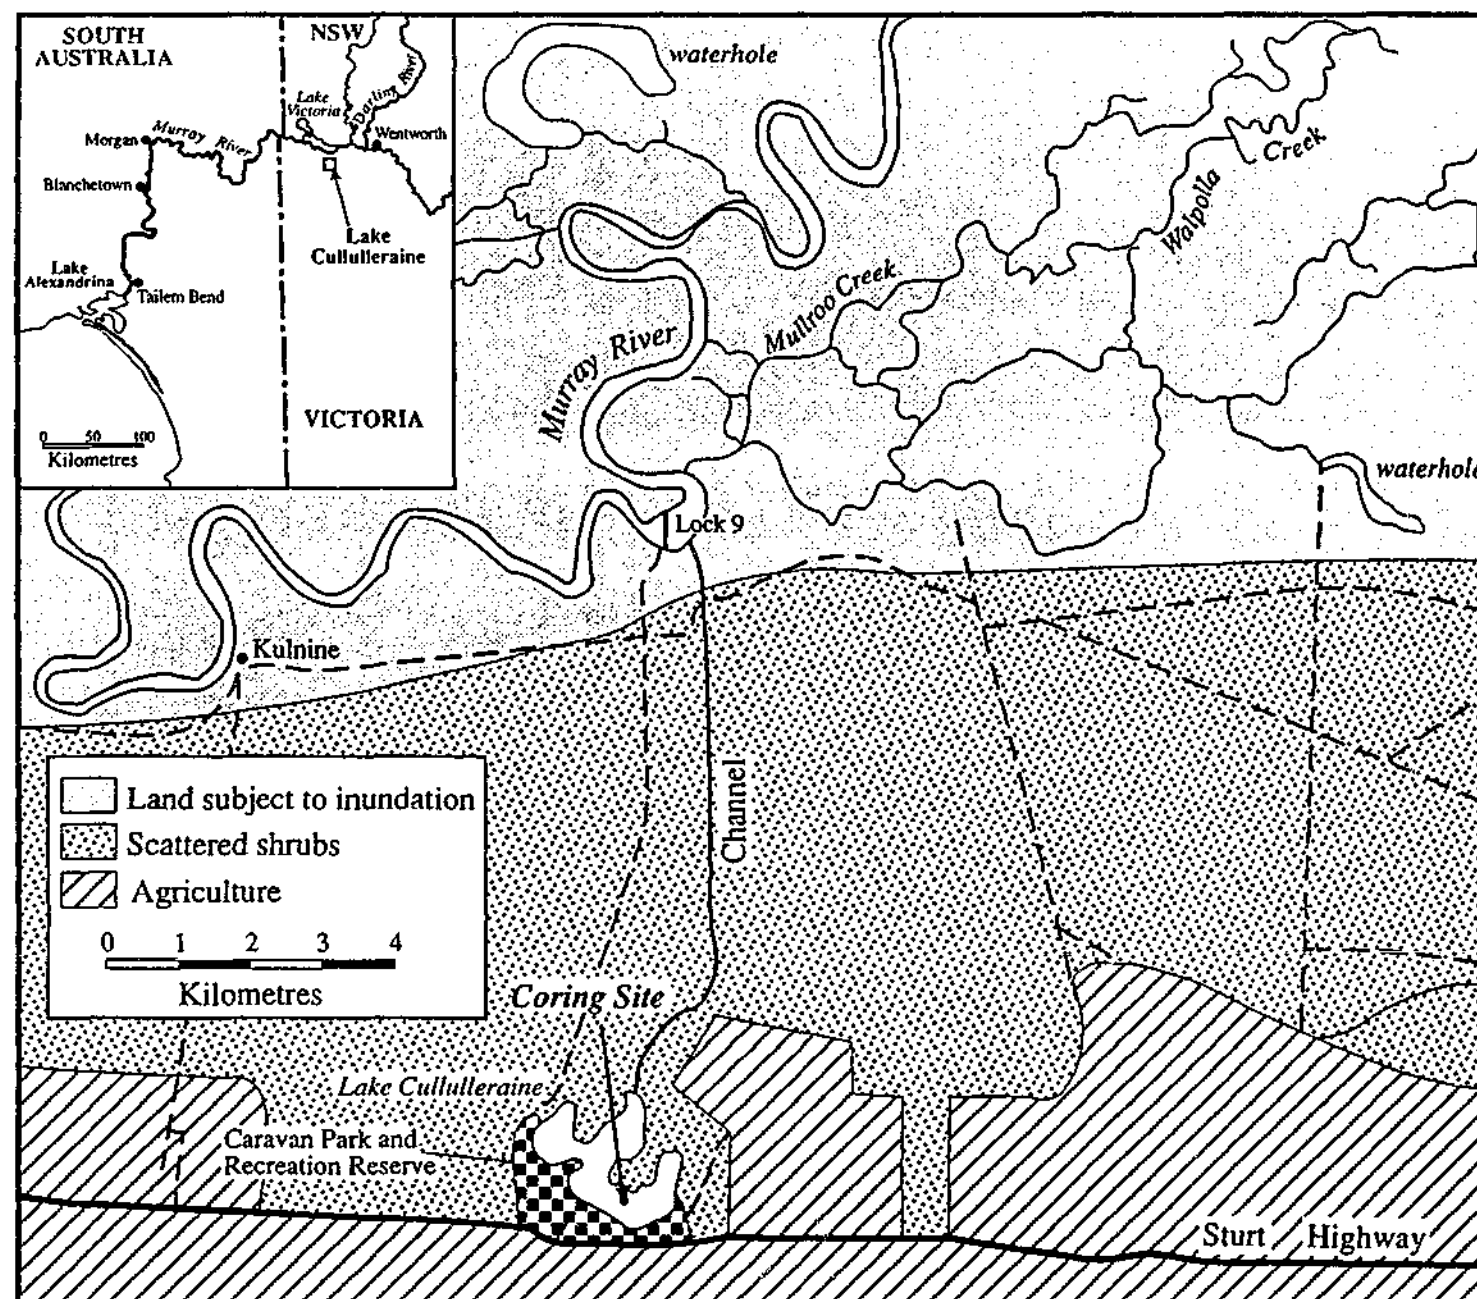 SOUTH
AUSTRALIA
NSW
Lake
Victoria
Darling River
Wentworth
Morgan
Murray River
Blanchetown
Lake
Cullulleraine
Lake
Alexandrina
Tailem Bend
VICTORIA
0 50 100
Kilometres
waterhole
Walpolla Creek
Mullroo Creek
Murray River
waterhole
Lock 9
Kulnine
Channel
Land subject to inundation
Scattered shrubs
Agriculture
0 1 2 3 4
Kilometres
Coring Site
Lake Cullulleraine
Caravan Park and
Recreation Reserve
Sturt Highway